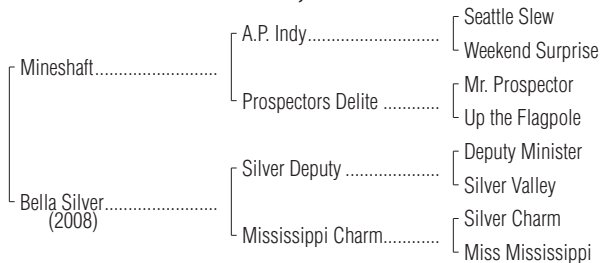 Seattle Slew
A.P. Indy............................
Weekend Surprise
Mineshaft..........................
Mr. Prospector
Prospectors Delite ............
Up the Flagpole
Deputy Minister
Silver Deputy ....................
Silver Valley
Bella Silver........................
(2008)
Silver Charm
Mississippi Charm............
Miss Mississippi